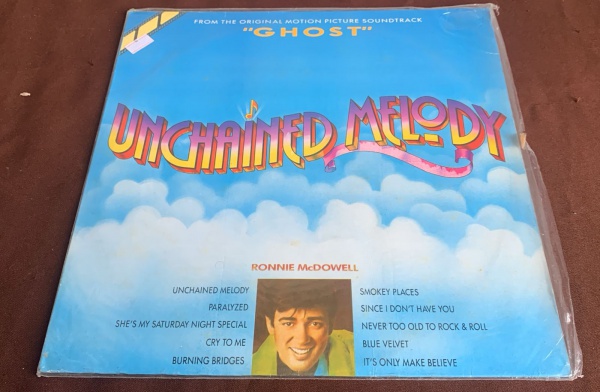 FROM THE ORIGINAL MOTION PICTURE SOUNDTRACK
"GHOST"
UNCHAINED MELODY
RONNIE McDOWELL
UNCHAINED MELODY
PARALYZED
SHE'S MY SATURDAY NIGHT SPECIAL
CRY TO ME
BURNING BRIDGES
SMOKEY PLACES
SINCE I DON'T HAVE YOU
NEVER TOO OLD TO ROCK & ROLL
BLUE VELVET
IT'S ONLY MAKE BELIEVE